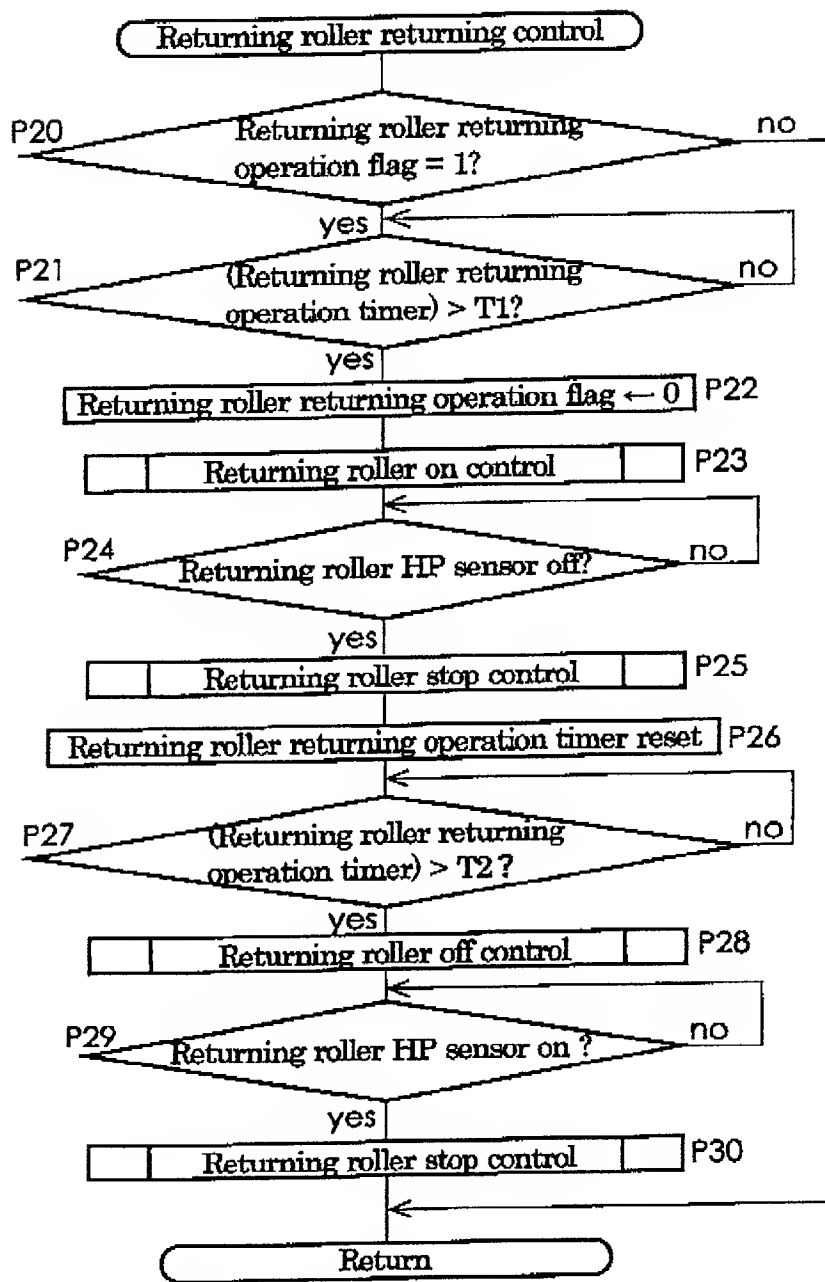 Returning roller returning control
P20
Returning roller returning
operation flag = 1?
no
yes
P21
(Returning roller returning
operation timer) > T1?
no
yes
Returning roller returning operation flag ← 0
P22
Returning roller on control
P23
P24
Returning roller HP sensor off?
no
yes
Returning roller stop control
P25
Returning roller returning operation timer reset
P26
P27
(Returning roller returning
operation timer) > T2 ?
no
yes
Returning roller off control
P28
P29
Returning roller HP sensor on ?
no
yes
Returning roller stop control
P30
Return